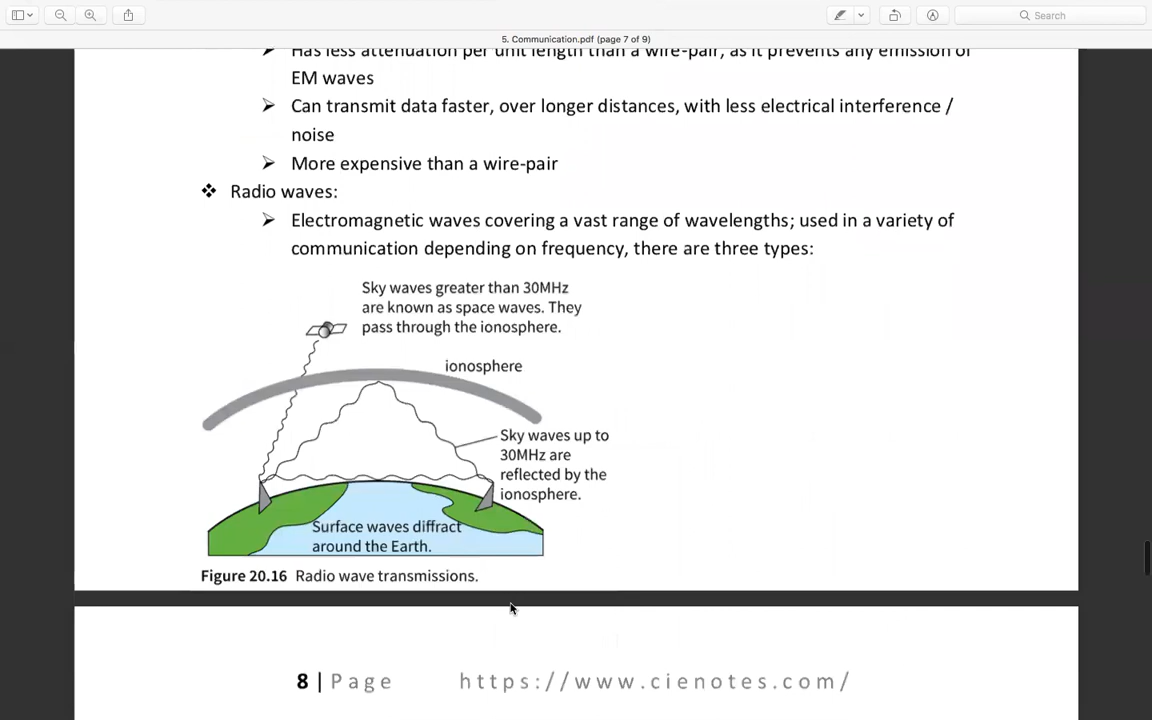 Search
5. Communication.pdf (page 7 of 9)
➢ Has less attenuation per unit length than a wire-pair, as it prevents any emission of
EM waves
➢ Can transmit data faster, over longer distances, with less electrical interference /
noise
➢ More expensive than a wire-pair
❖ Radio waves:
➢ Electromagnetic waves covering a vast range of wavelengths; used in a variety of
communication depending on frequency, there are three types:
Sky waves greater than 30MHz
are known as space waves. They
pass through the ionosphere.
ionosphere
Sky waves up to
30MHz are
reflected by the
ionosphere.
Surface waves diffract
around the Earth.
Figure 20.16 Radio wave transmissions.
8 | Page https://www.cienotes.com/